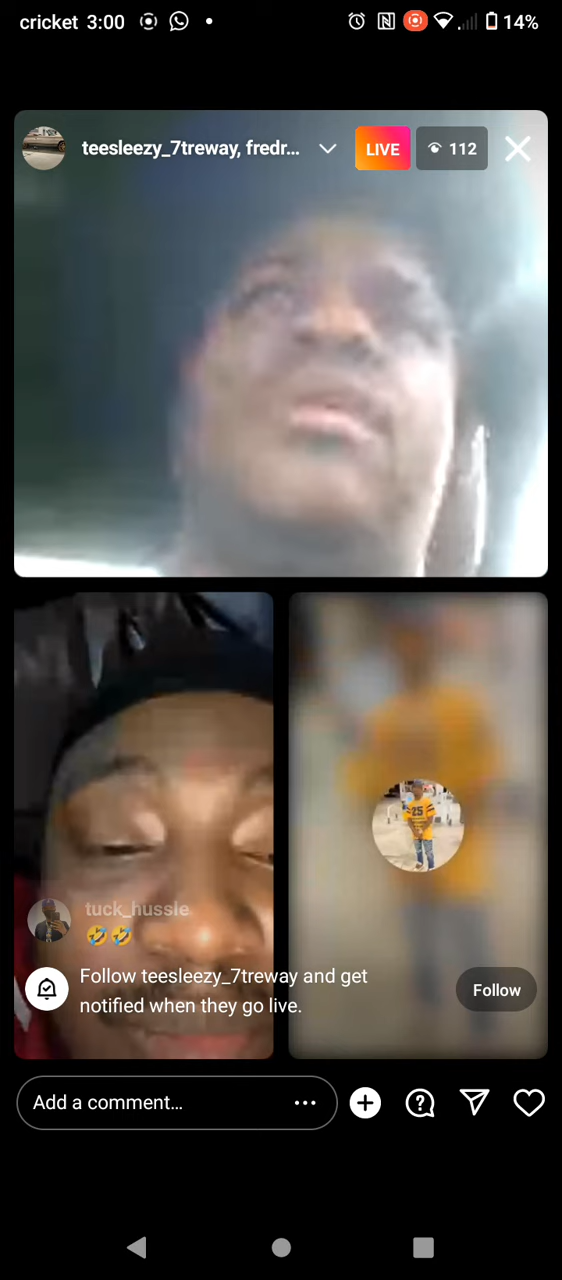 cricket 3:00
14%
teesleezy_7treway, fredr...
LIVE
112
25
tuck_hussle
🤣🤣
Follow teesleezy_7treway and get
notified when they go live.
Follow
Add a comment...